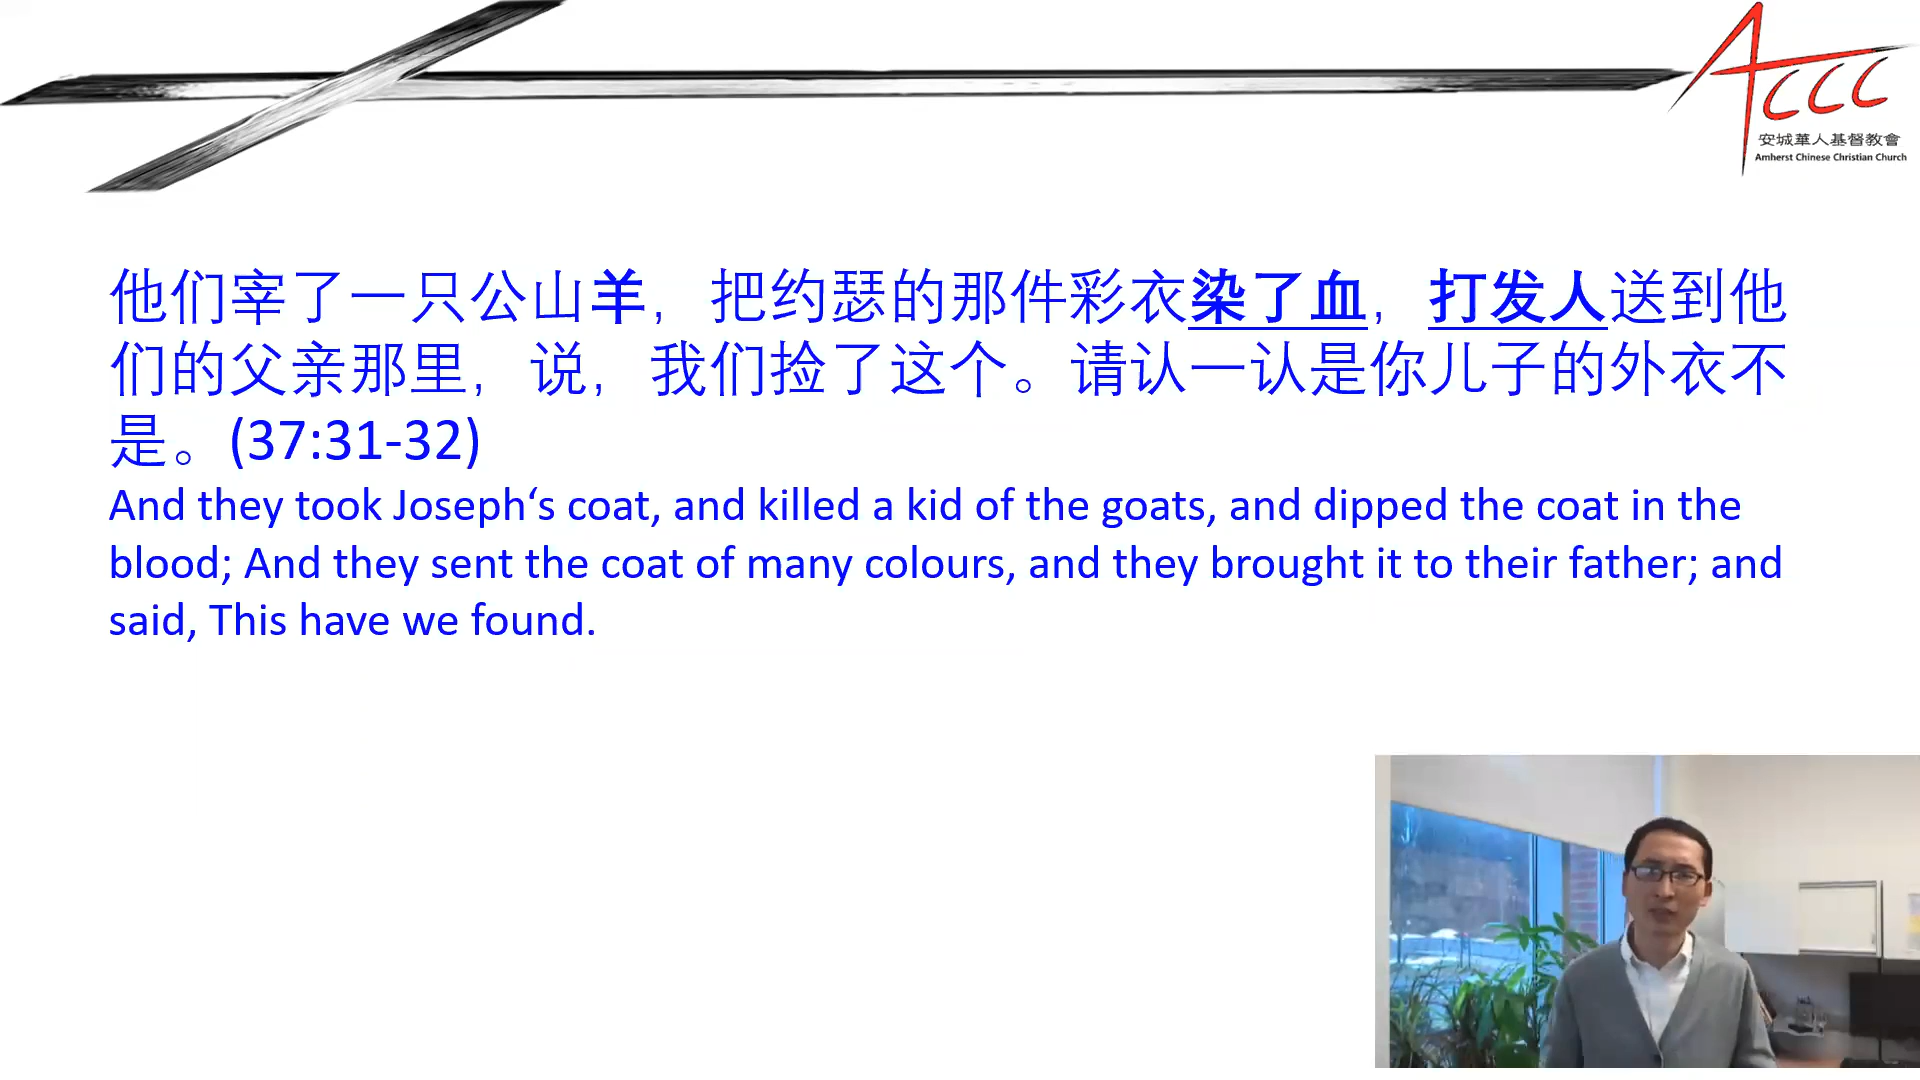 ACCC
安城華人基督教會
Amherst Chinese Christian Church
他们宰了一只公山羊，把约瑟的那件彩衣染了血，打发人送到他
们的父亲那里，说，我们捡了这个。请认一认是你儿子的外衣不
是。(37:31-32)
And they took Joseph‘s coat, and killed a kid of the goats, and dipped the coat in the
blood; And they sent the coat of many colours, and they brought it to their father; and
said, This have we found.